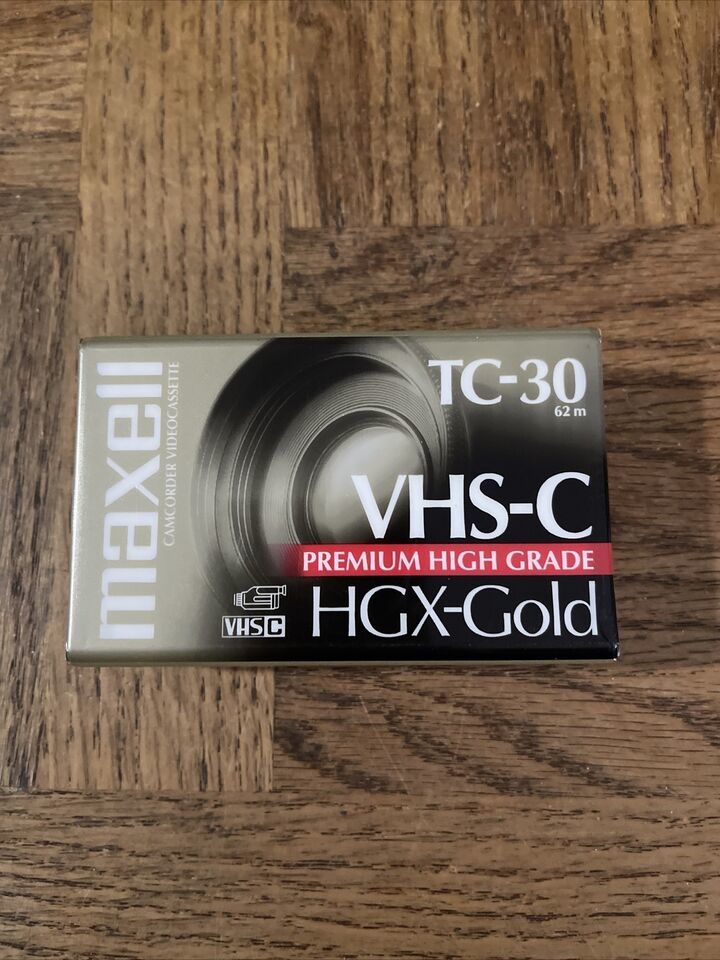 maxell
CAMCORDER VIDEOCASSETTE
TC-30
62 m
VHS-C
PREMIUM HIGH GRADE
HGX-Gold
VHS C